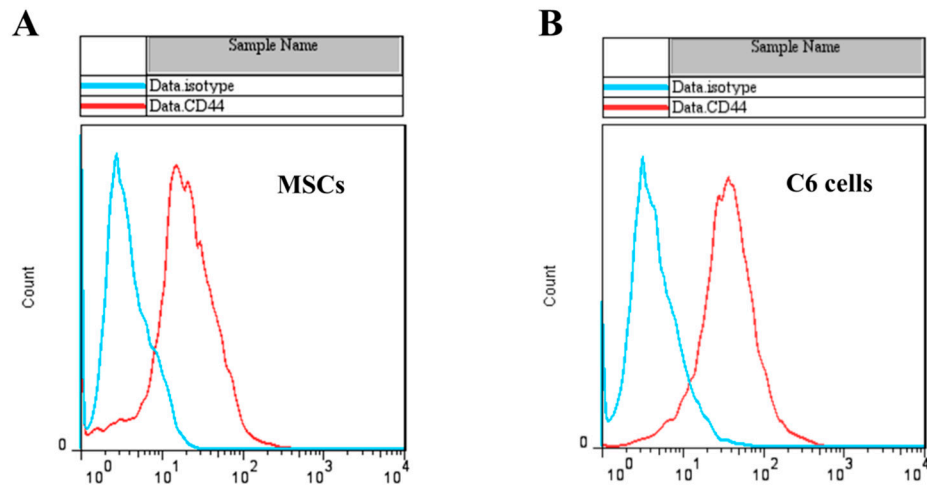 A
Sample Name
Data.isotype
Data.CD44
MSCs
Count
0
10^0 10^1 10^2 10^3 10^4
B
Sample Name
Data.isotype
Data.CD44
C6 cells
Count
0
10^0 10^1 10^2 10^3 10^4